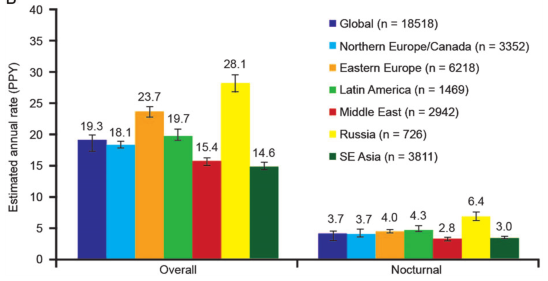 B
Estimated annual rate (PPY)
40
35
30
25
20
15
10
5
0
19.3
18.1
23.7
19.7
15.4
28.1
14.6
3.7
3.7
4.0
4.3
2.8
6.4
3.0
Overall
Nocturnal
Global (n = 18518)
Northern Europe/Canada (n = 3352)
Eastern Europe (n = 6218)
Latin America (n = 1469)
Middle East (n = 2942)
Russia (n = 726)
SE Asia (n = 3811)